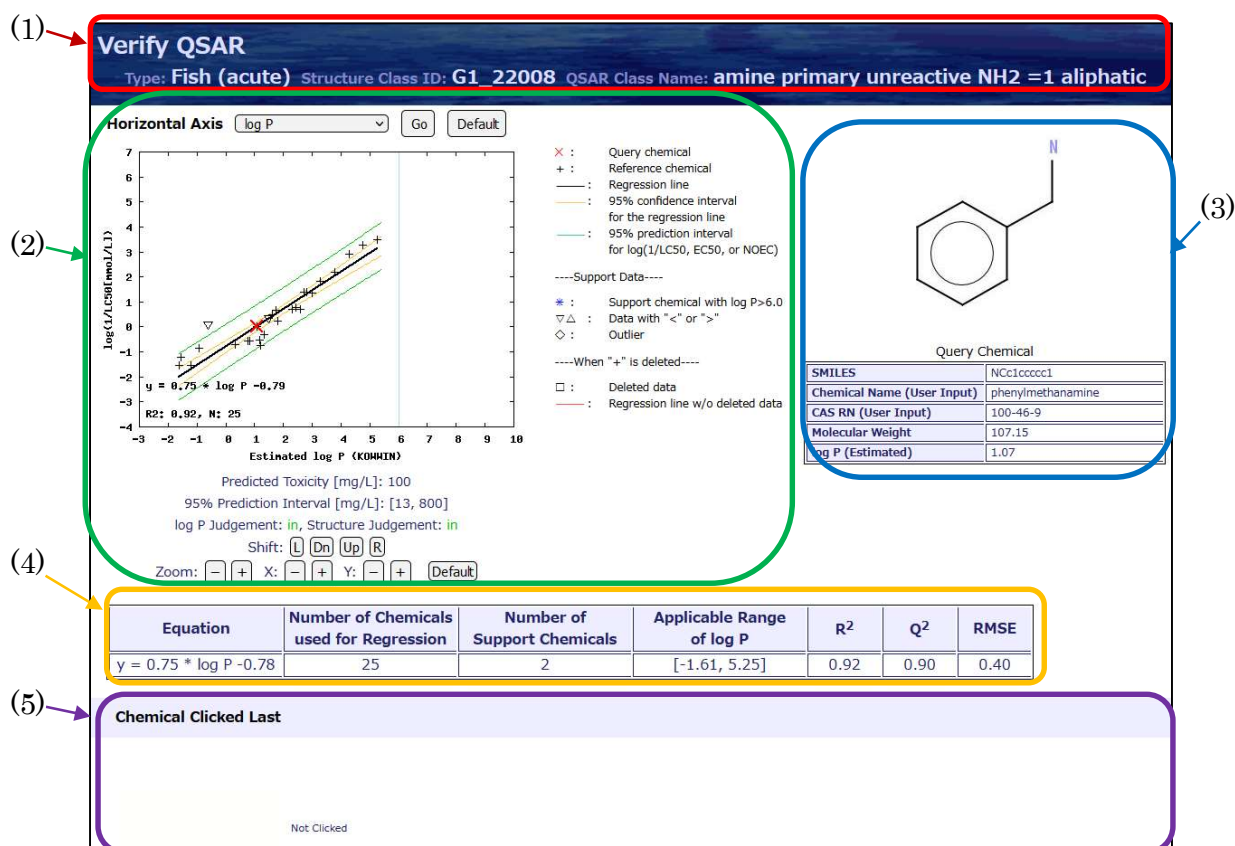 (1)
Verify QSAR
Type: Fish (acute) Structure Class ID: G1_22008 QSAR Class Name: amine primary unreactive NH2 =1 aliphatic
(2)
Horizontal Axis log P Go Default
7
6
5
4
3
2
1
0
-1
-2
-3
-4
log(1/LC50[mmol/L])
y = 0.75 * log P -0.79
R2: 0.92, N: 25
-3 -2 -1 0 1 2 3 4 5 6 7 8 9 10
Estimated log P (KOWWIN)
× : Query chemical
+ : Reference chemical
: Regression line
: 95% confidence interval
for the regression line
: 95% prediction interval
for log(1/LC50, EC50, or NOEC)
----Support Data----
* : Support chemical with log P>6.0
▽△ : Data with "<" or ">"
◇ : Outlier
----When "+" is deleted----
□ : Deleted data
: Regression line w/o deleted data
Predicted Toxicity [mg/L]: 100
95% Prediction Interval [mg/L]: [13, 800]
log P Judgement: in, Structure Judgement: in
Shift: L Dn Up R
Zoom: - + X: - + Y: - + Default
(3)
N
Query Chemical
SMILES NCc1ccccc1
Chemical Name (User Input) phenylmethanamine
CAS RN (User Input) 100-46-9
Molecular Weight 107.15
log P (Estimated) 1.07
(4)
Equation Number of Chemicals used for Regression Number of Support Chemicals Applicable Range of log P R² Q² RMSE
y = 0.75 * log P -0.78 25 2 [-1.61, 5.25] 0.92 0.90 0.40
(5)
Chemical Clicked Last
Not Clicked